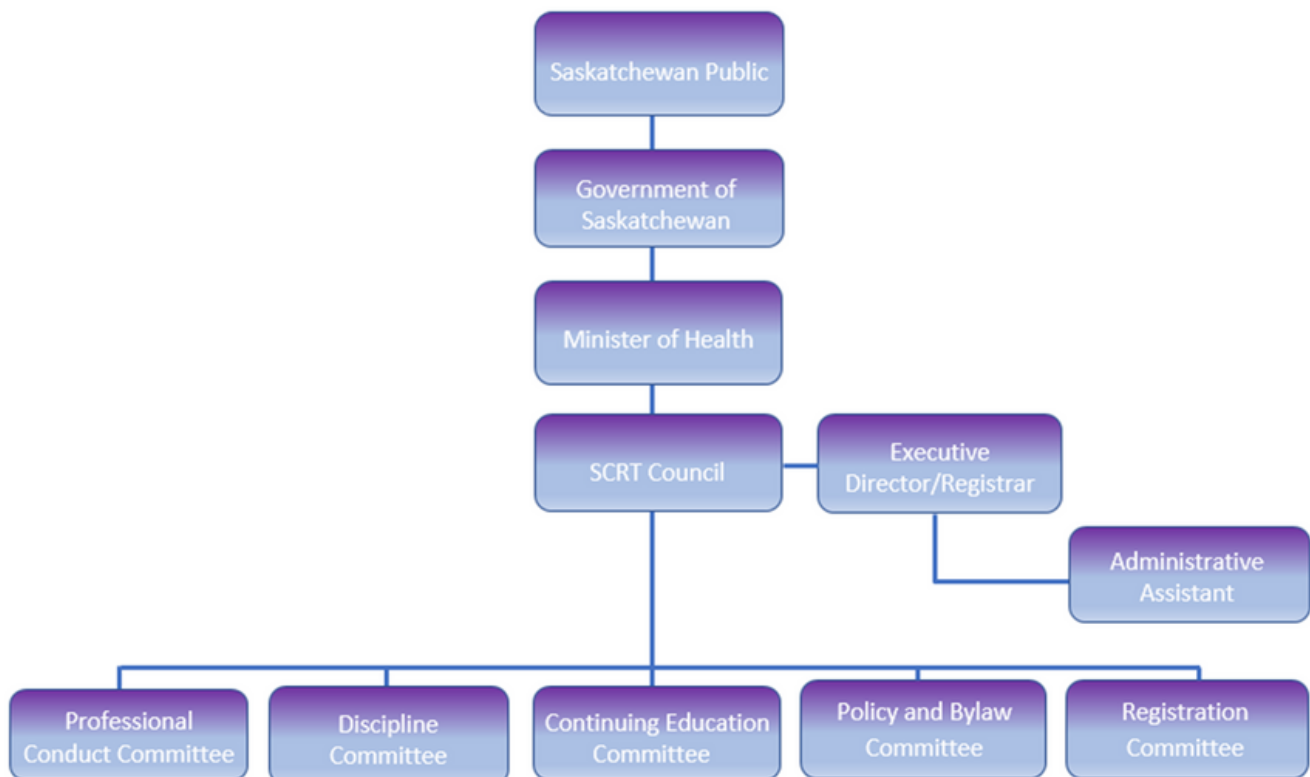 Saskatchewan Public
Government of
Saskatchewan
Minister of Health
SCRT Council
Executive
Director/Registrar
Administrative
Assistant
Professional
Conduct Committee
Discipline
Committee
Continuing Education
Committee
Policy and Bylaw
Committee
Registration
Committee